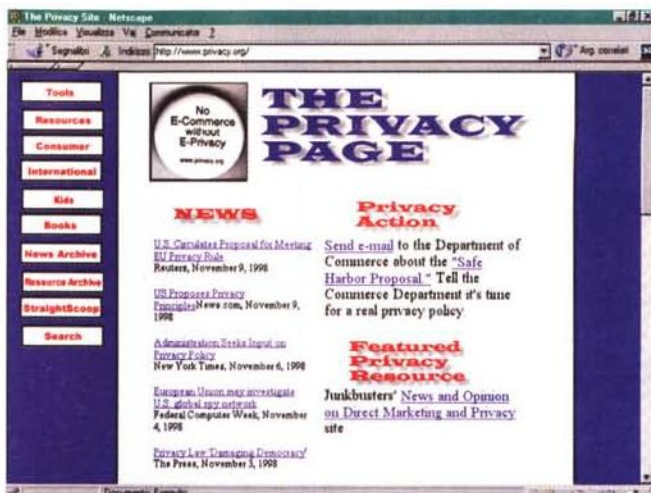 The Privacy Site - Netscape
File Modifica Visualizza Vai Communicator ?
Segnalibri Indirizzo http://www.privacy.org/ Arg. correlati
Tools
Resources
Consumer
International
Kids
Books
News Archive
Resource Archive
StraightScoop
Search
No
E-Commerce
without
E-Privacy
www.privacy.org
THE
PRIVACY
PAGE
NEWS
U.S. Circulates Proposal for Meeting
EU Privacy Rule
Reuters, November 9, 1998
US Proposes Privacy
Principles News.com, November 9,
1998
Administration Seeks Input on
Privacy Policy
New York Times, November 6, 1998
European Union may investigate
U.S. global spy network
Federal Computer Week, November
4, 1998
Privacy Law 'Damaging Democracy'
The Press, November 3, 1998
Privacy
Action
Send e-mail to the Department of
Commerce about the "Safe
Harbor Proposal." Tell the
Commerce Department it's time
for a real privacy policy.
Featured
Privacy
Resource
Junkbusters' News and Opinion
on Direct Marketing and Privacy
site